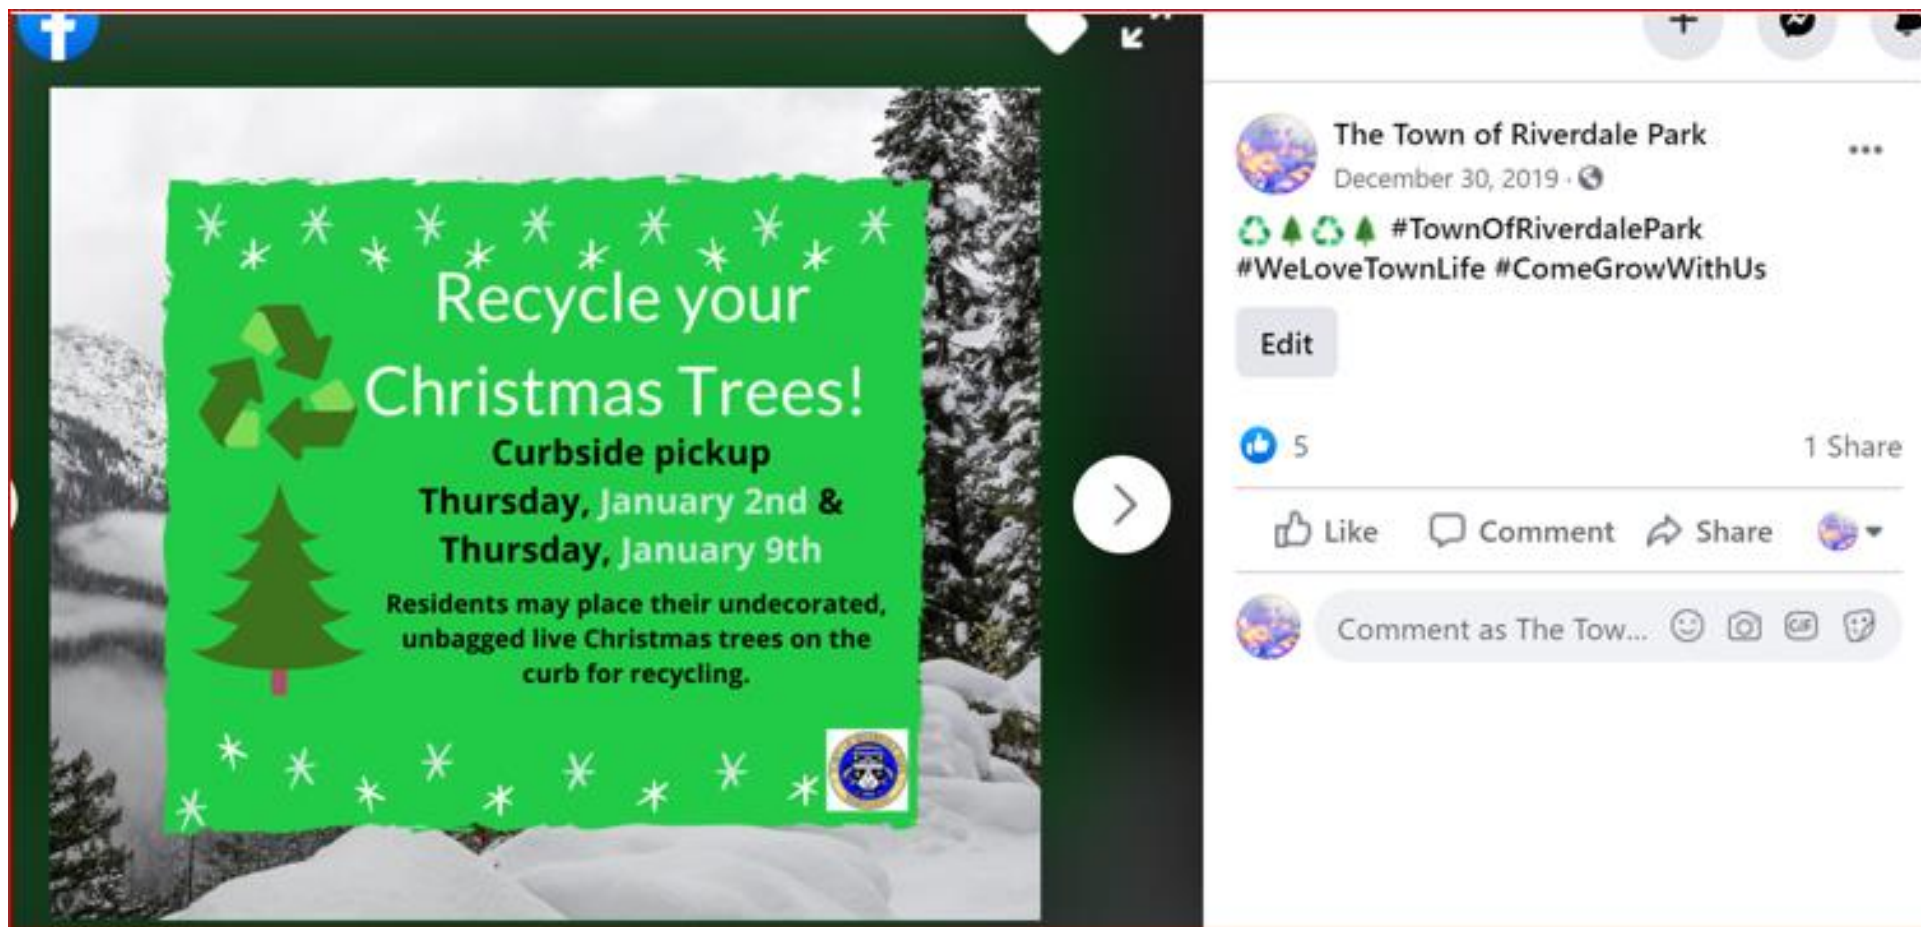 Recycle your
Christmas Trees!
Curbside pickup
Thursday, January 2nd &
Thursday, January 9th
Residents may place their undecorated,
unbagged live Christmas trees on the
curb for recycling.
The Town of Riverdale Park
December 30, 2019 ·
#TownOfRiverdalePark
#WeLoveTownLife #ComeGrowWithUs
Edit
5
1 Share
Like
Comment
Share
Comment as The Tow...
GIF